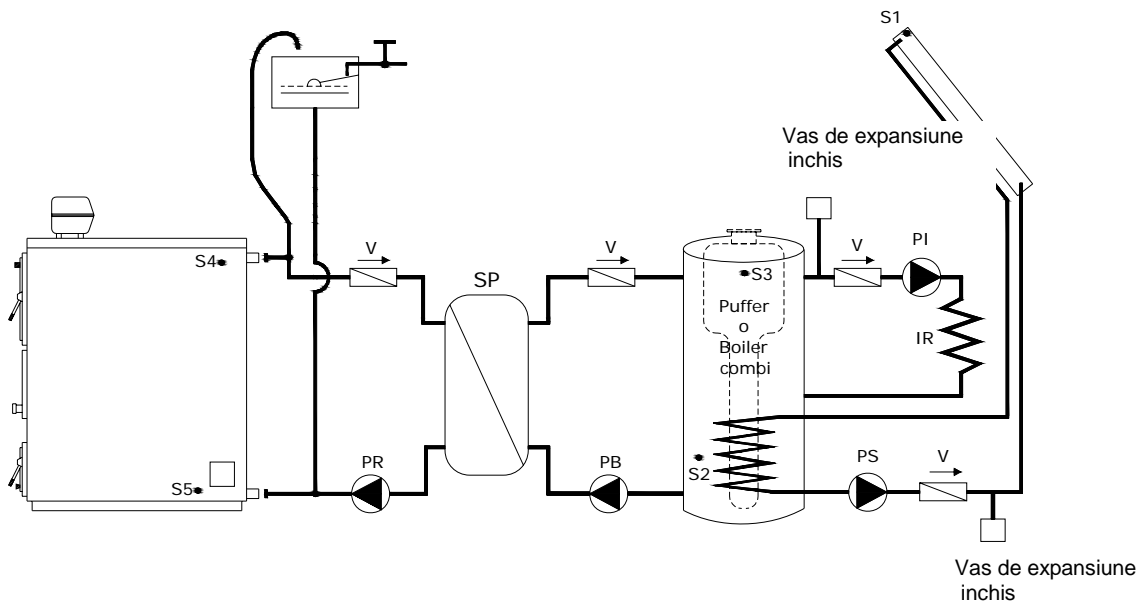 S1
Vas de expansiune
inchis
S4
V
SP
V
S3
V
PI
Puffer
o
Boiler
combi
IR
S5
PR
PB
S2
PS
V
Vas de expansiune
inchis